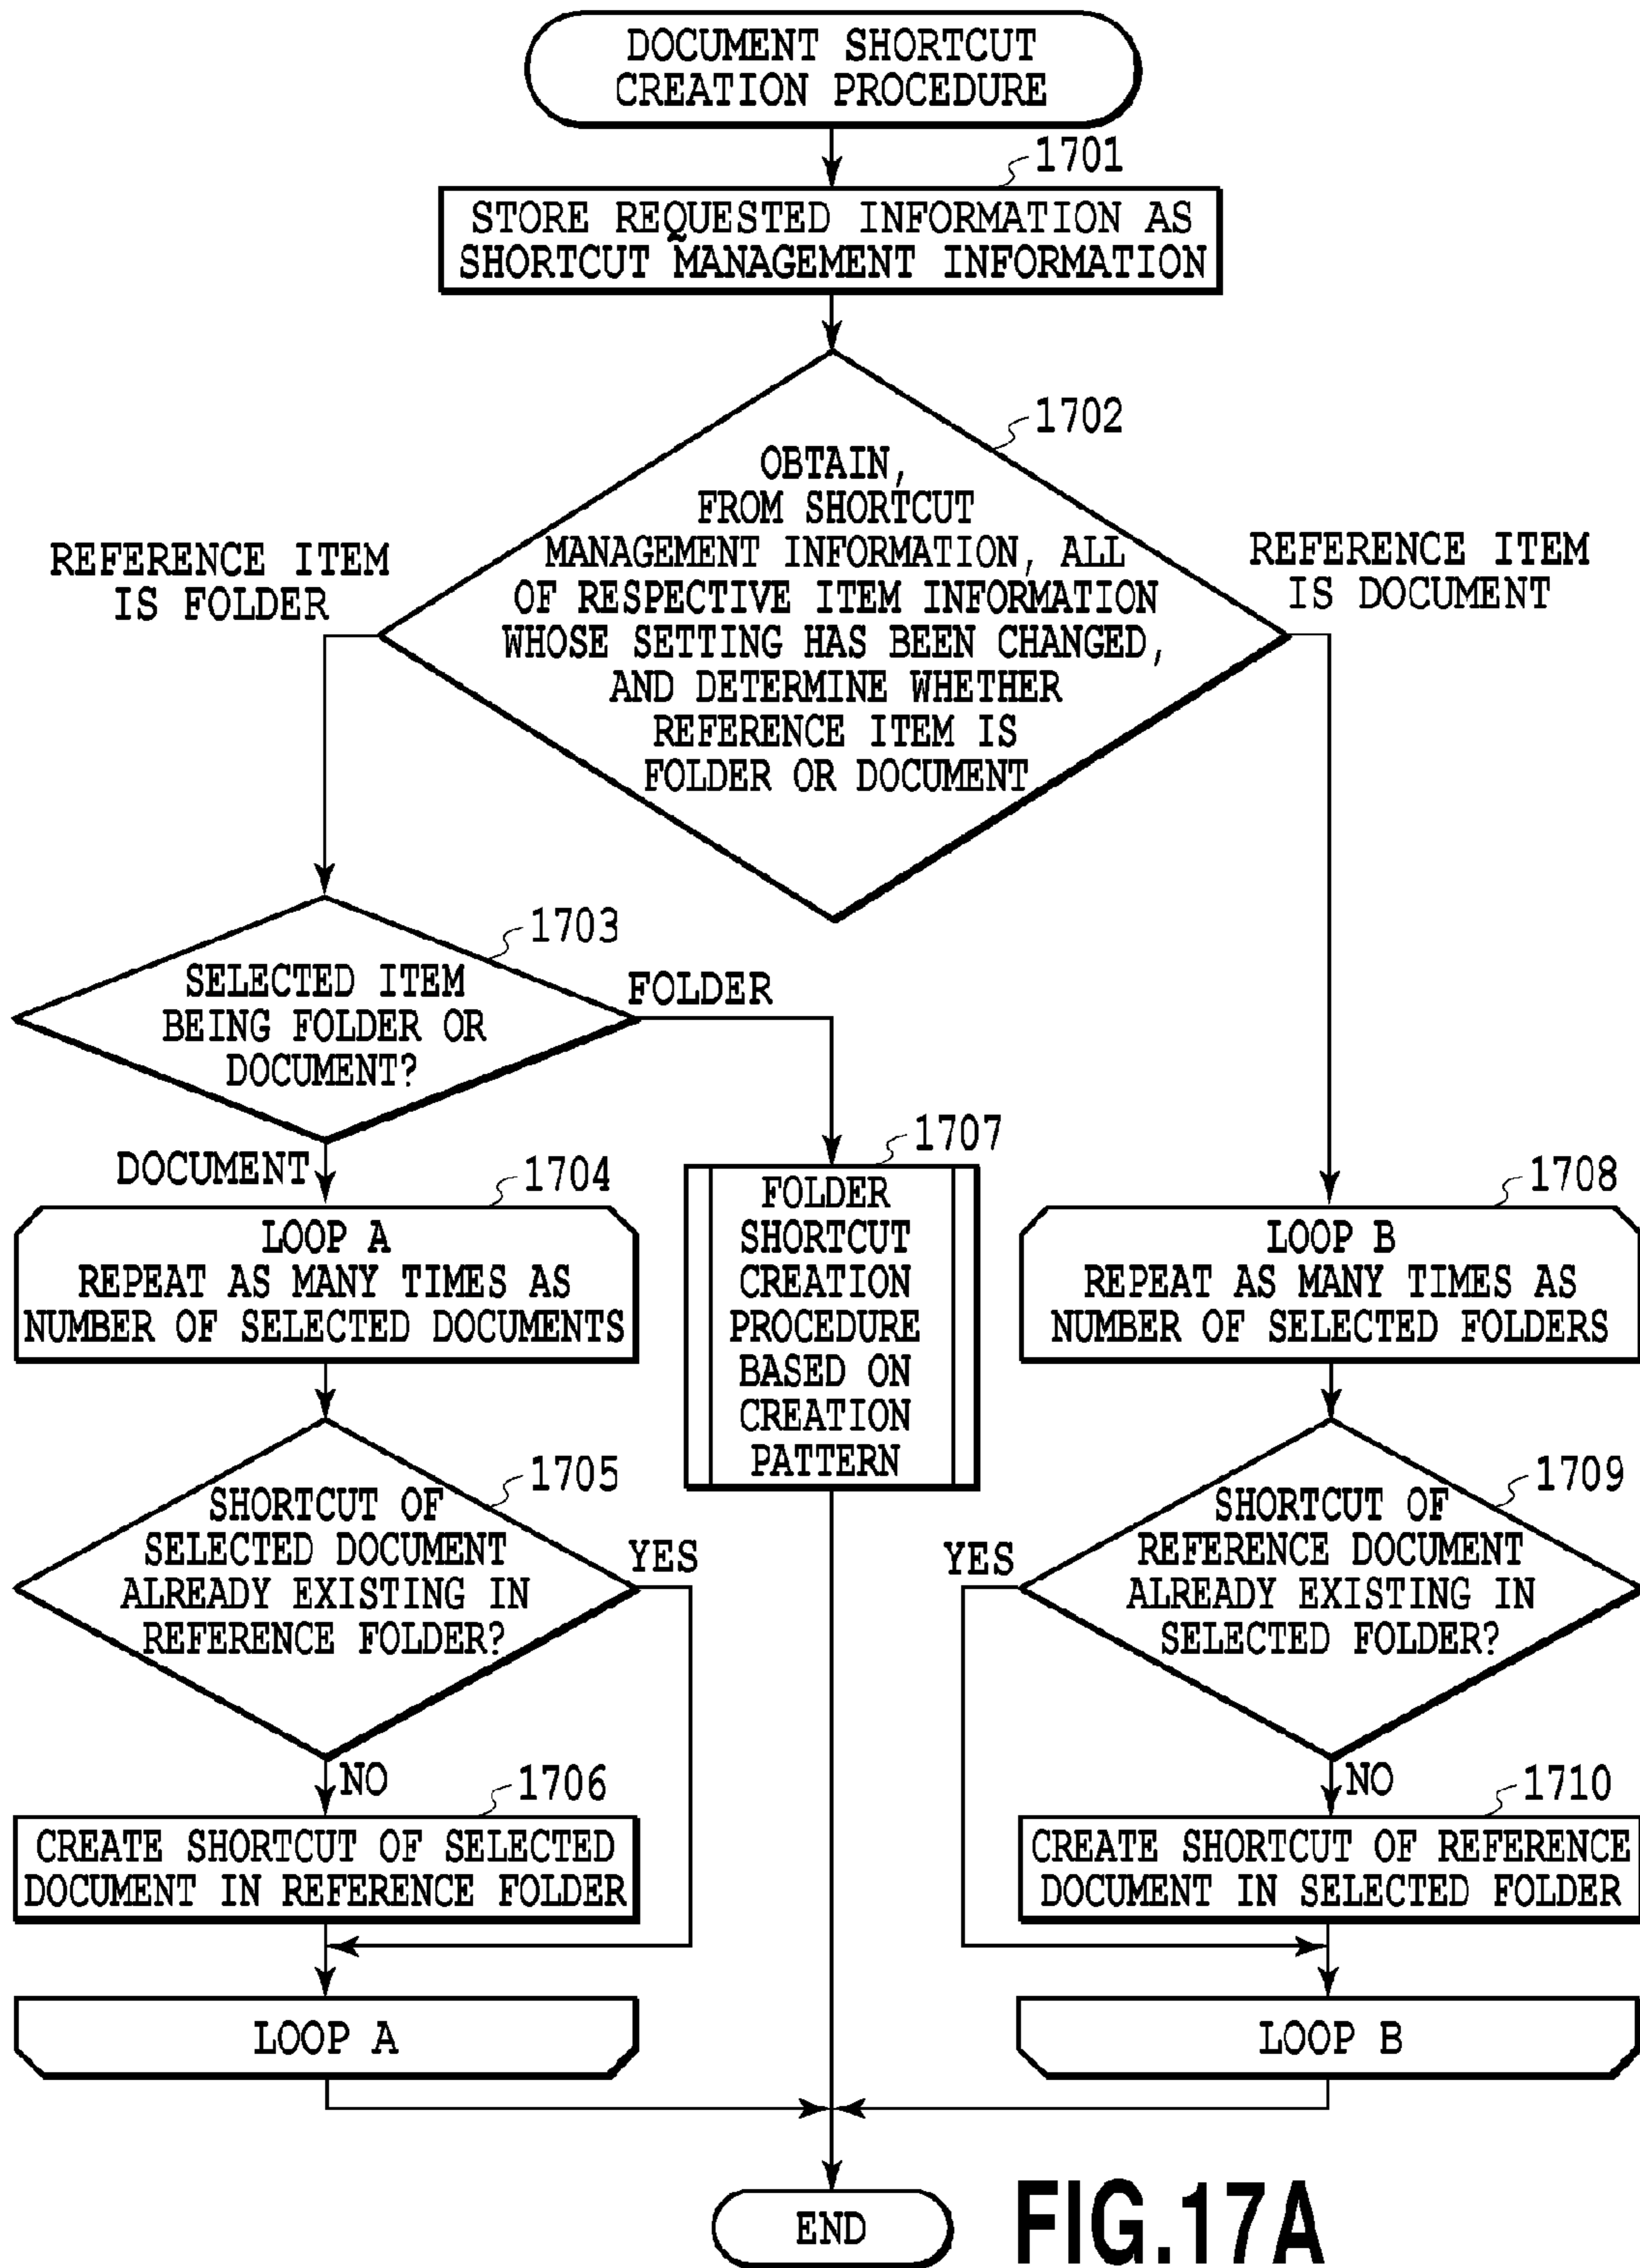 DOCUMENT SHORTCUT
CREATION PROCEDURE
1701
STORE REQUESTED INFORMATION AS
SHORTCUT MANAGEMENT INFORMATION
1702
OBTAIN,
FROM SHORTCUT
MANAGEMENT INFORMATION, ALL
OF RESPECTIVE ITEM INFORMATION
WHOSE SETTING HAS BEEN CHANGED,
AND DETERMINE WHETHER
REFERENCE ITEM IS
FOLDER OR DOCUMENT
REFERENCE ITEM
IS FOLDER
REFERENCE ITEM
IS DOCUMENT
1703
SELECTED ITEM
BEING FOLDER OR
DOCUMENT?
FOLDER
DOCUMENT
1704
LOOP A
REPEAT AS MANY TIMES AS
NUMBER OF SELECTED DOCUMENTS
1705
SHORTCUT OF
SELECTED DOCUMENT
ALREADY EXISTING IN
REFERENCE FOLDER?
YES
NO
1706
CREATE SHORTCUT OF SELECTED
DOCUMENT IN REFERENCE FOLDER
LOOP A
1707
FOLDER
SHORTCUT
CREATION
PROCEDURE
BASED ON
CREATION
PATTERN
1708
LOOP B
REPEAT AS MANY TIMES AS
NUMBER OF SELECTED FOLDERS
1709
SHORTCUT OF
REFERENCE DOCUMENT
ALREADY EXISTING IN
SELECTED FOLDER?
YES
NO
1710
CREATE SHORTCUT OF REFERENCE
DOCUMENT IN SELECTED FOLDER
LOOP B
END
FIG.17A